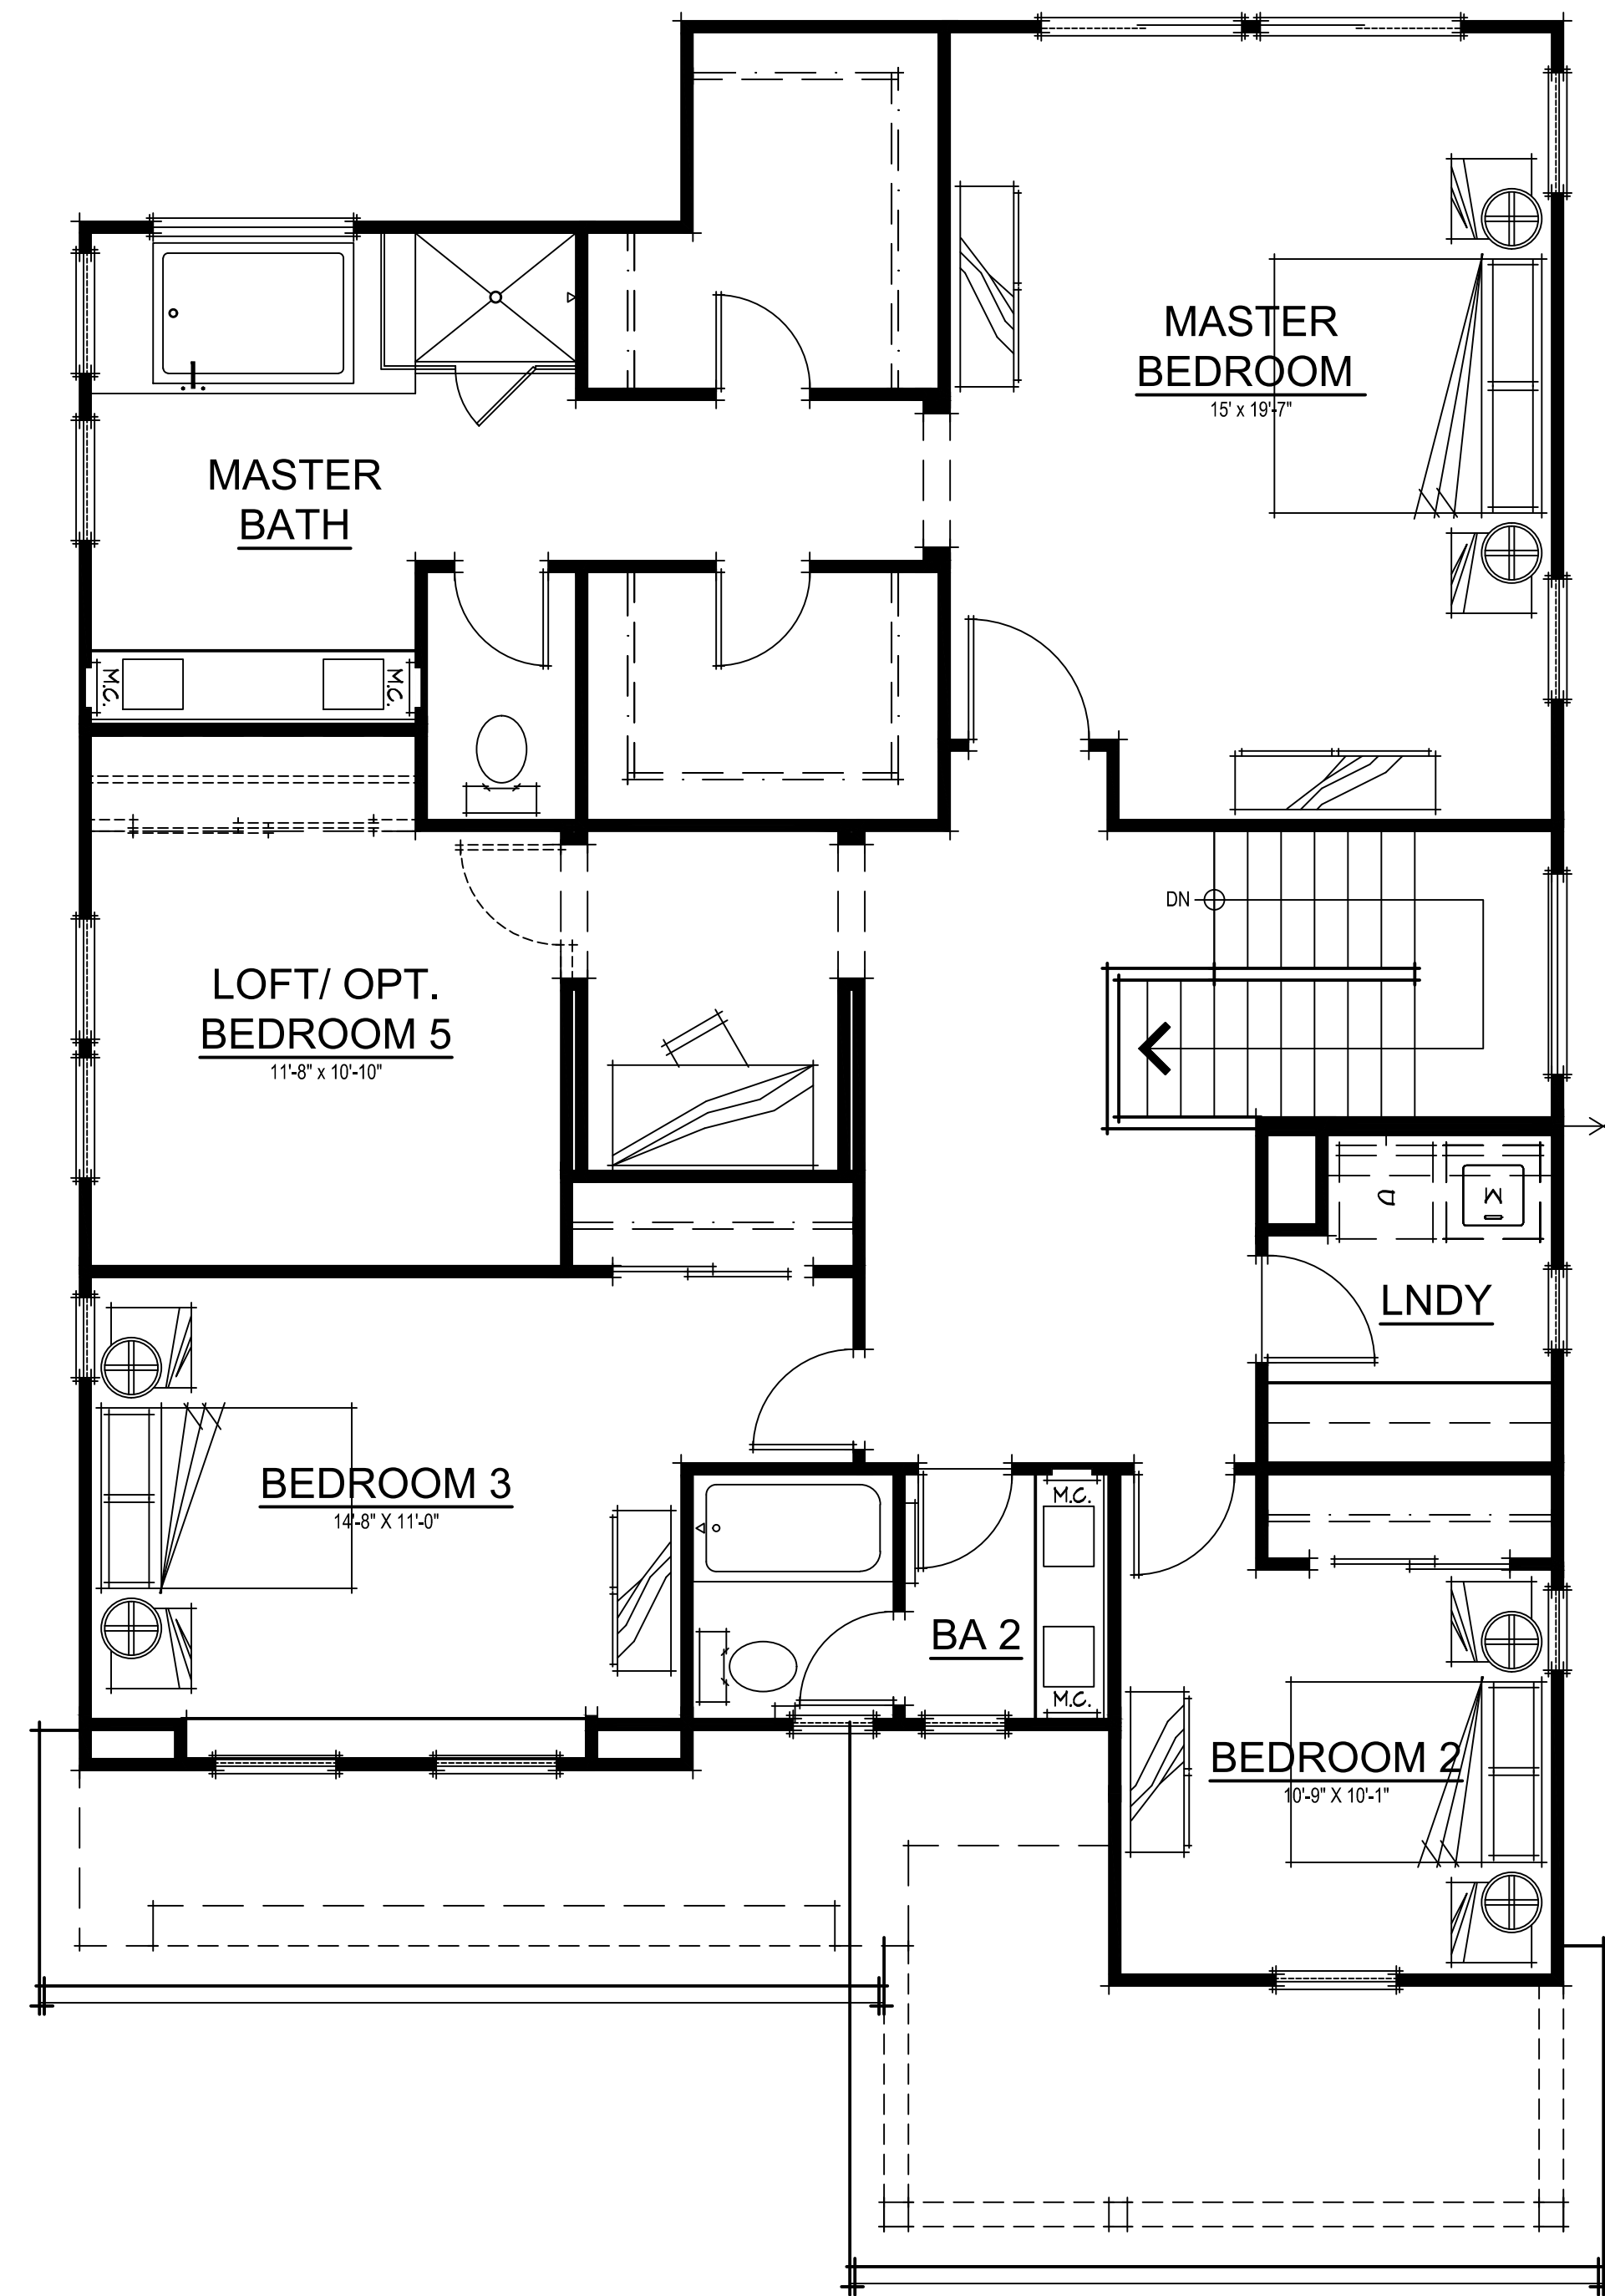 MASTER
BEDROOM
15' x 19'-7"
MASTER
BATH
M.C.
M.C.
DN
LOFT/ OPT.
BEDROOM 5
11'-8" x 10'-10"
D
W
LNDY
BEDROOM 3
14'-8" X 11'-0"
M.C.
BA 2
M.C.
BEDROOM 2
10'-9" X 10'-1"